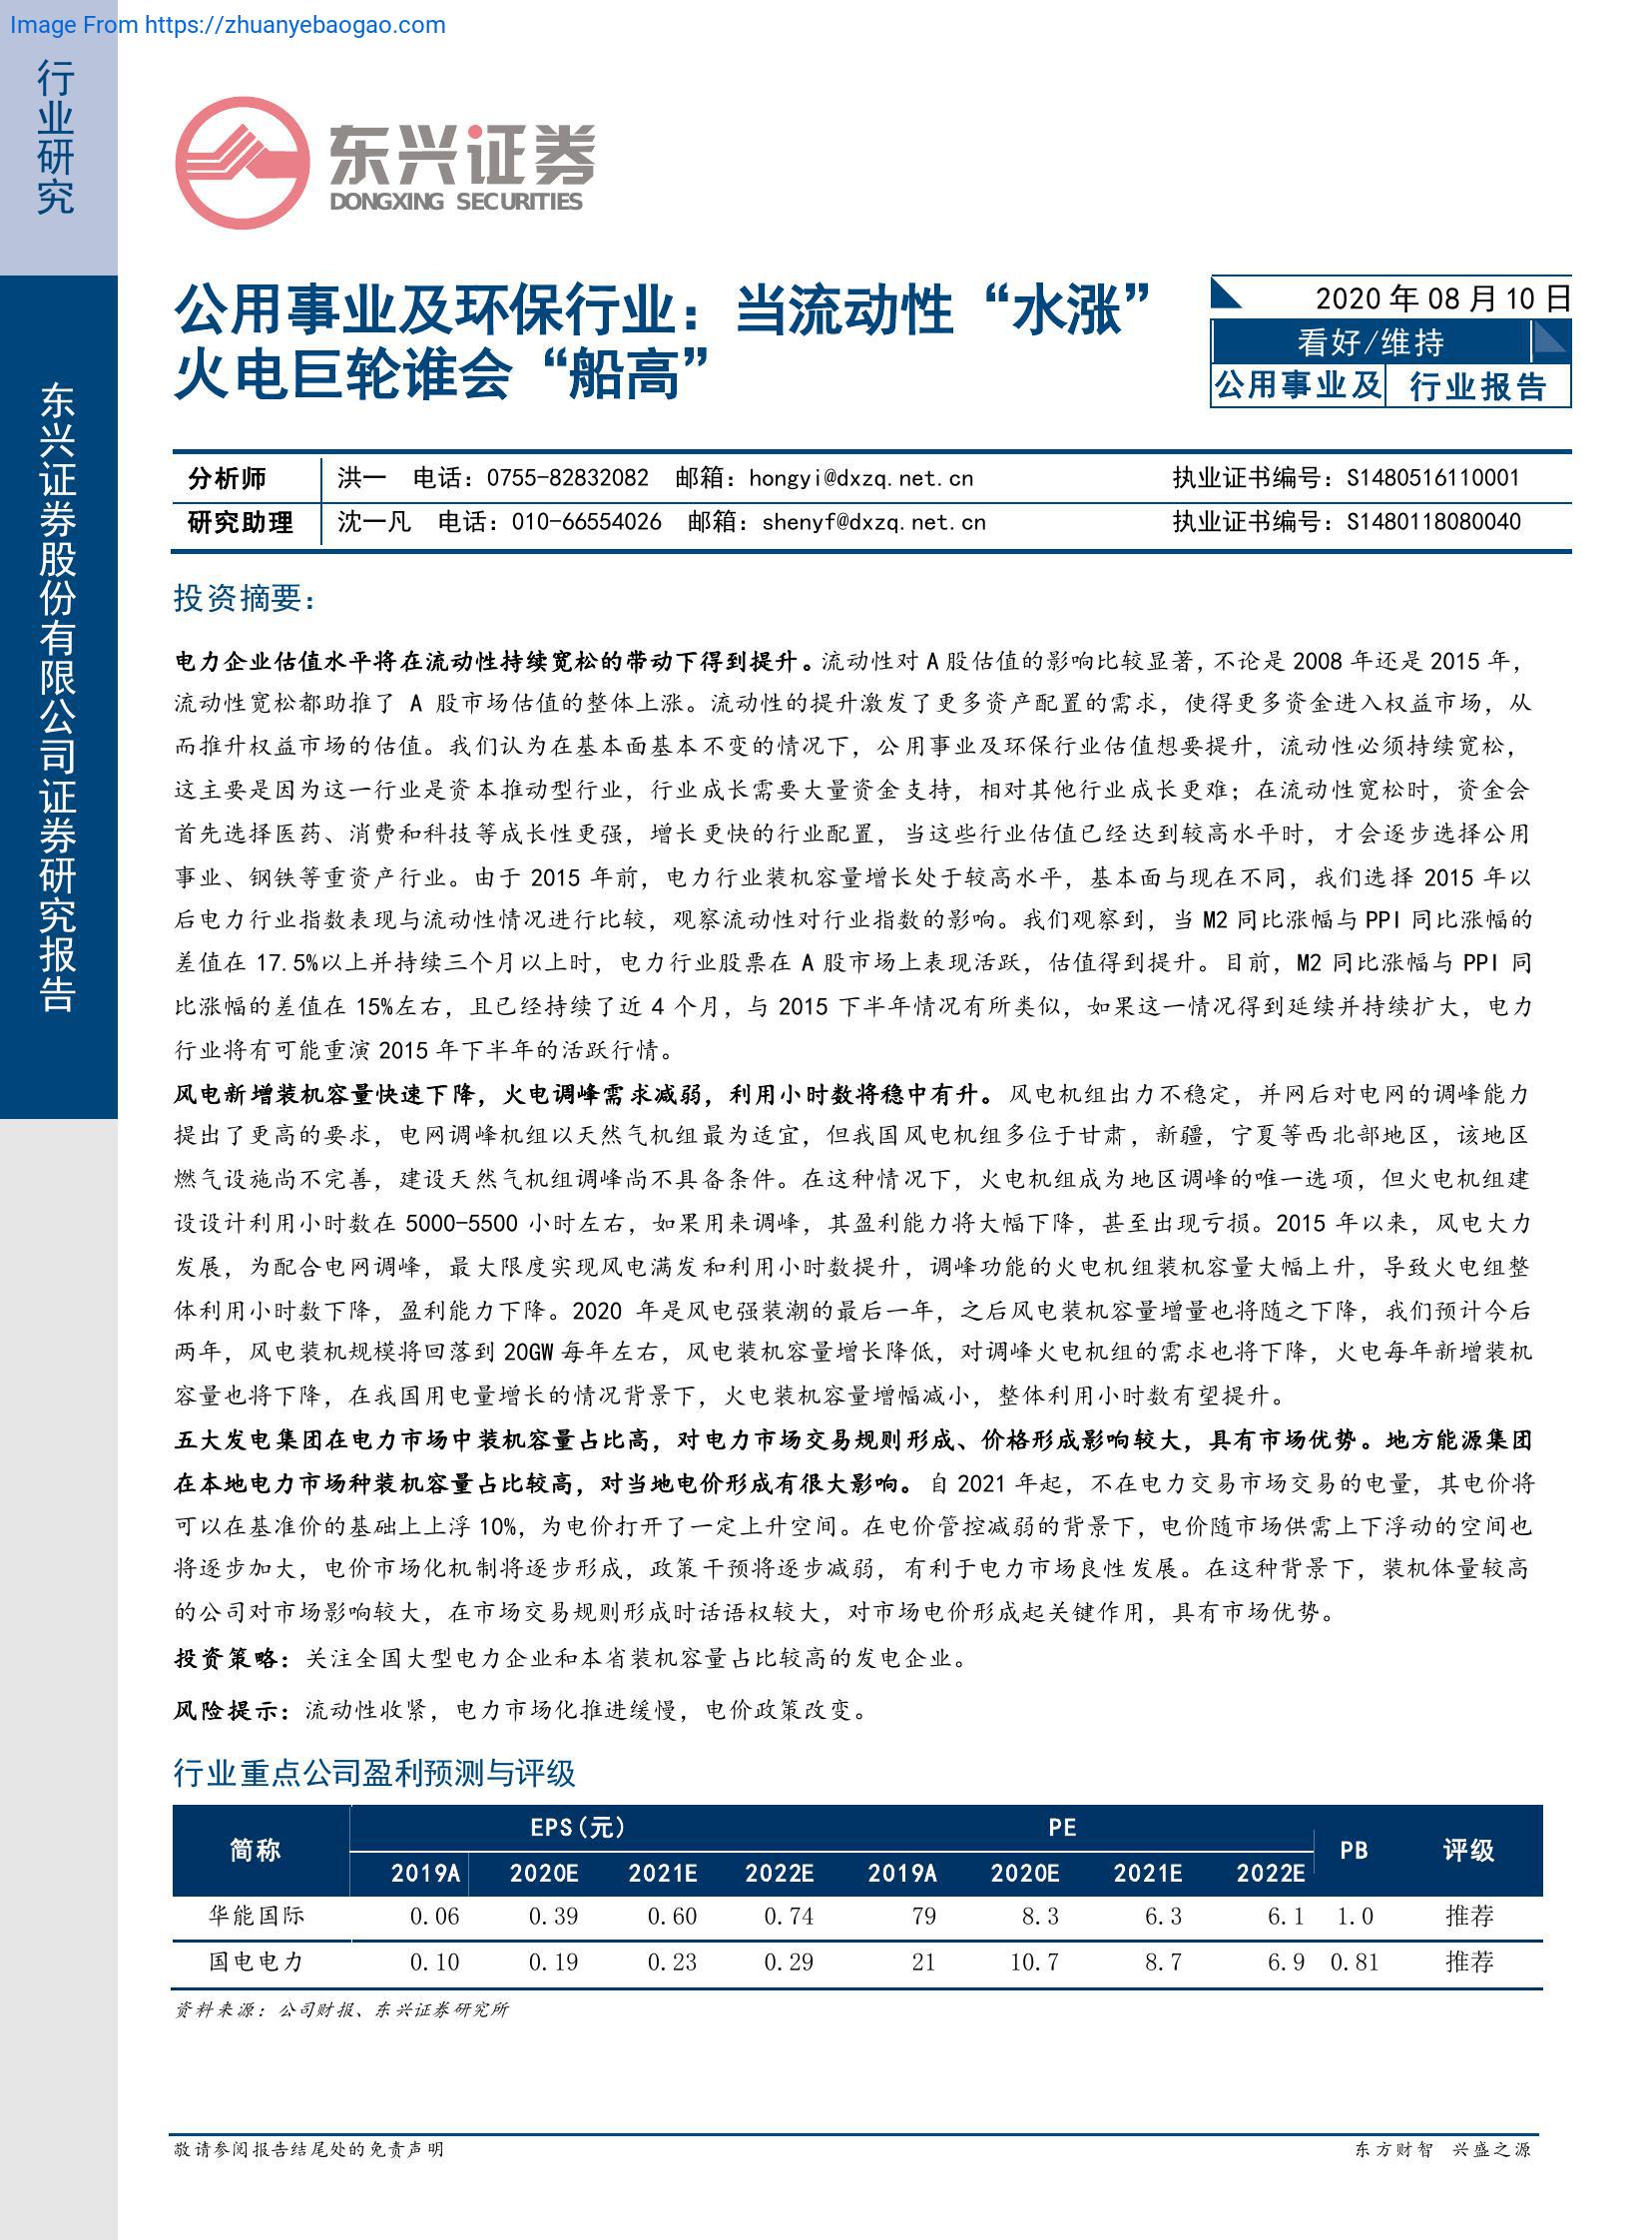 Image From https://zhuanyebaogao.com
行业研究
东兴证券股份有限公司证券研究报告
东兴证券
DONGXING SECURITIES
公用事业及环保行业：当流动性“水涨”
火电巨轮谁会“船高”
2020 年 08 月 10 日
看好/维持
公用事业及 行业报告
分析师 洪一 电话：0755-82832082 邮箱：hongyi@dxzq.net.cn 执业证书编号：S1480516110001
研究助理 沈一凡 电话：010-66554026 邮箱：shenyf@dxzq.net.cn 执业证书编号：S1480118080040
投资摘要：
电力企业估值水平将在流动性持续宽松的带动下得到提升。流动性对 A 股估值的影响比较显著，不论是 2008 年还是 2015 年，
流动性宽松都助推了 A 股市场估值的整体上涨。流动性的提升激发了更多资产配置的需求，使得更多资金进入权益市场，从
而推升权益市场的估值。我们认为在基本面基本不变的情况下，公用事业及环保行业估值想要提升，流动性必须持续宽松，
这主要是因为这一行业是资本推动型行业，行业成长需要大量资金支持，相对其他行业成长更难；在流动性宽松时，资金会
首先选择医药、消费和科技等成长性更强，增长更快的行业配置，当这些行业估值已经达到较高水平时，才会逐步选择公用
事业、钢铁等重资产行业。由于 2015 年前，电力行业装机容量增长处于较高水平，基本面与现在不同，我们选择 2015 年以
后电力行业指数表现与流动性情况进行比较，观察流动性对行业指数的影响。我们观察到，当 M2 同比涨幅与 PPI 同比涨幅的
差值在 17.5%以上并持续三个月以上时，电力行业股票在 A 股市场上表现活跃，估值得到提升。目前，M2 同比涨幅与 PPI 同
比涨幅的差值在 15%左右，且已经持续了近 4 个月，与 2015 下半年情况有所类似，如果这一情况得到延续并持续扩大，电力
行业将有可能重演 2015 年下半年的活跃行情。
风电新增装机容量快速下降，火电调峰需求减弱，利用小时数将稳中有升。风电机组出力不稳定，并网后对电网的调峰能力
提出了更高的要求，电网调峰机组以天然气机组最为适宜，但我国风电机组多位于甘肃，新疆，宁夏等西北部地区，该地区
燃气设施尚不完善，建设天然气机组调峰尚不具备条件。在这种情况下，火电机组成为地区调峰的唯一选项，但火电机组建
设设计利用小时数在 5000-5500 小时左右，如果用来调峰，其盈利能力将大幅下降，甚至出现亏损。2015 年以来，风电大力
发展，为配合电网调峰，最大限度实现风电满发和利用小时数提升，调峰功能的火电机组装机容量大幅上升，导致火电组整
体利用小时数下降，盈利能力下降。2020 年是风电强装潮的最后一年，之后风电装机容量增量也将随之下降，我们预计今后
两年，风电装机规模将回落到 20GW 每年左右，风电装机容量增长降低，对调峰火电机组的需求也将下降，火电每年新增装机
容量也将下降，在我国用电量增长的情况背景下，火电装机容量增幅减小，整体利用小时数有望提升。
五大发电集团在电力市场中装机容量占比高，对电力市场交易规则形成、价格形成影响较大，具有市场优势。地方能源集团
在本地电力市场种装机容量占比较高，对当地电价形成有很大影响。自 2021 年起，不在电力交易市场交易的电量，其电价将
可以在基准价的基础上上浮 10%，为电价打开了一定上升空间。在电价管控减弱的背景下，电价随市场供需上下浮动的空间也
将逐步加大，电价市场化机制将逐步形成，政策干预将逐步减弱，有利于电力市场良性发展。在这种背景下，装机体量较高
的公司对市场影响较大，在市场交易规则形成时话语权较大，对市场电价形成起关键作用，具有市场优势。
投资策略：关注全国大型电力企业和本省装机容量占比较高的发电企业。
风险提示：流动性收紧，电力市场化推进缓慢，电价政策改变。
行业重点公司盈利预测与评级
简称 EPS(元) PE PB 评级
2019A 2020E 2021E 2022E 2019A 2020E 2021E 2022E
华能国际 0.06 0.39 0.60 0.74 79 8.3 6.3 6.1 1.0 推荐
国电电力 0.10 0.19 0.23 0.29 21 10.7 8.7 6.9 0.81 推荐
资料来源：公司财报、东兴证券研究所
敬请参阅报告结尾处的免责声明 东方财智 兴盛之源